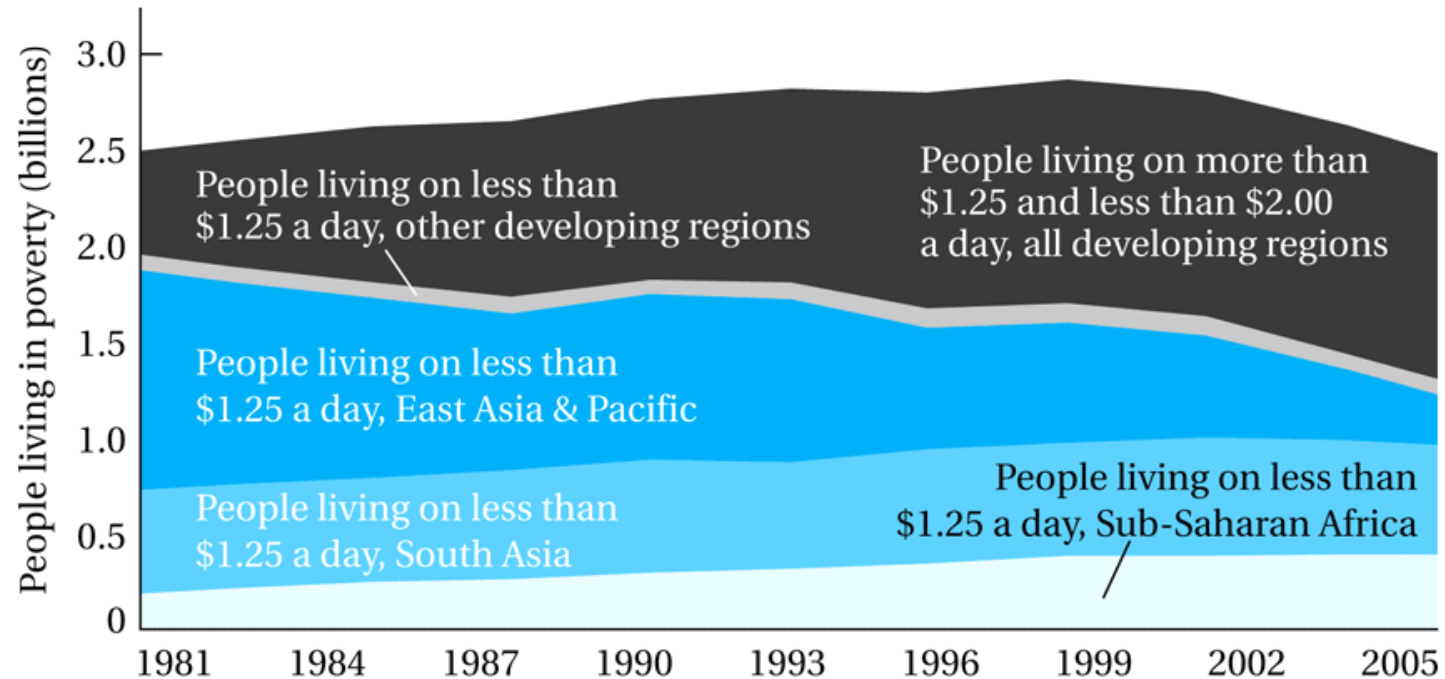 People living in poverty (billions)
3.0
2.5
2.0
1.5
1.0
0.5
0
People living on less than
$1.25 a day, other developing regions
People living on more than
$1.25 and less than $2.00
a day, all developing regions
People living on less than
$1.25 a day, East Asia & Pacific
People living on less than
$1.25 a day, South Asia
People living on less than
$1.25 a day, Sub-Saharan Africa
1981 1984 1987 1990 1993 1996 1999 2002 2005